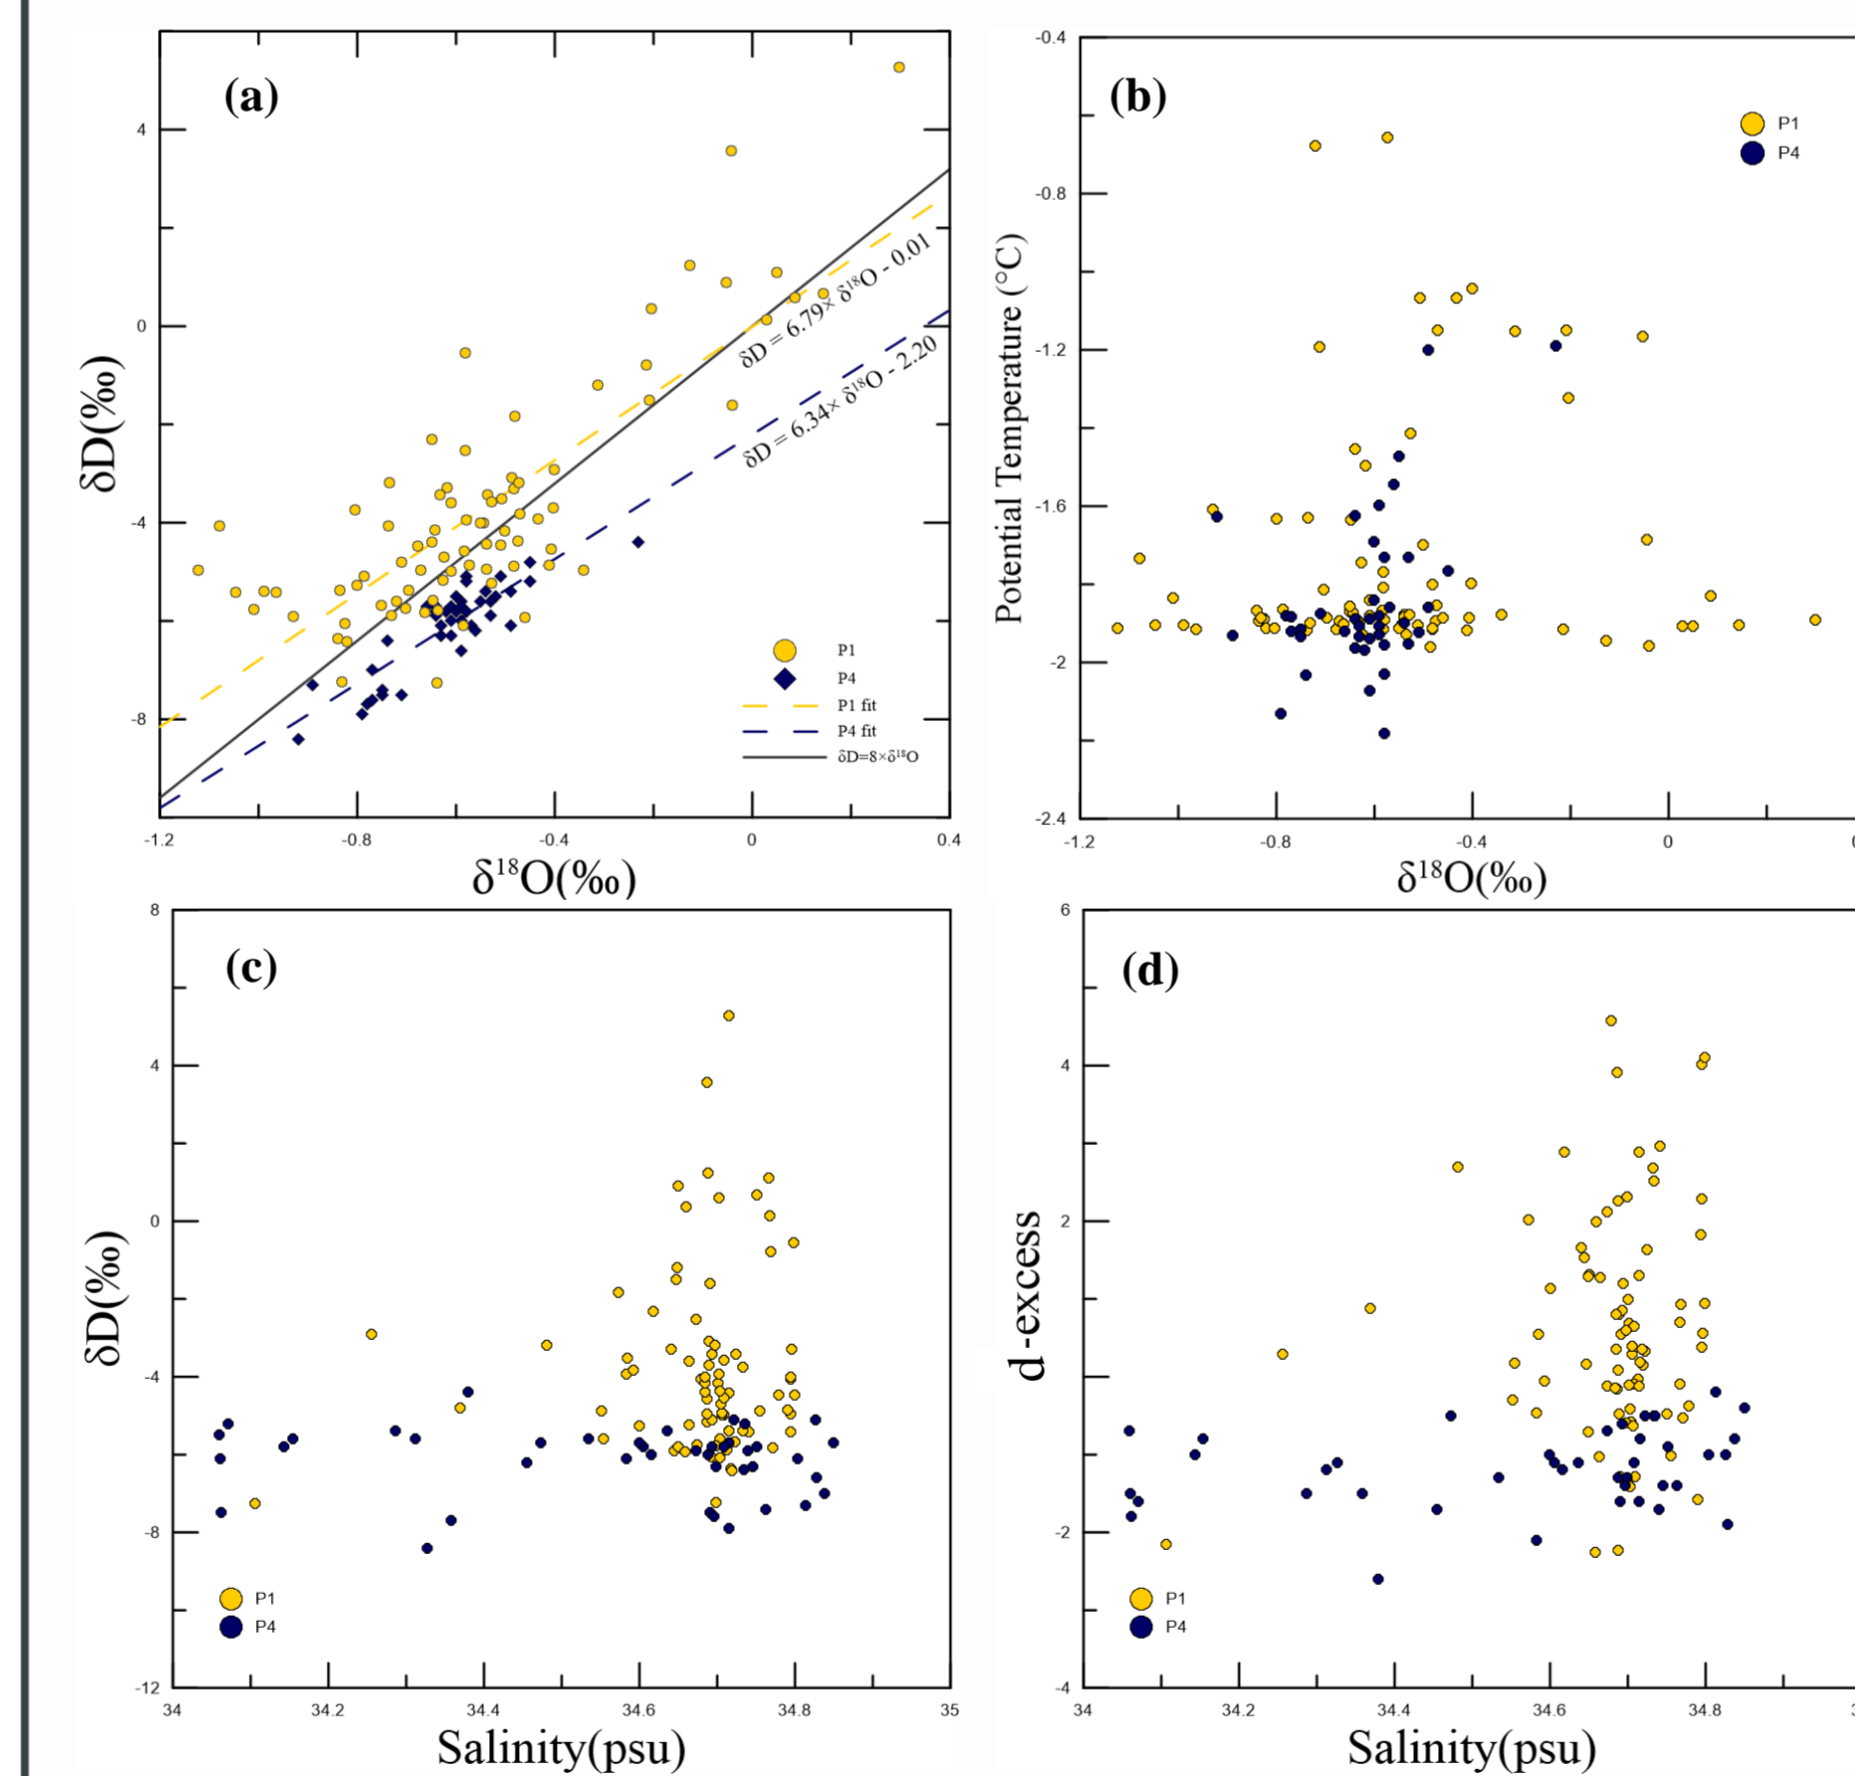 (a)
4
0
-4
-8
δD(‰)
δD = 6.79× δ¹⁸O - 0.01
δD = 6.34× δ¹⁸O - 2.20
P1
P4
P1 fit
P4 fit
δD=8×δ¹⁸O
-1.2 -0.8 -0.4 0 0.4
δ¹⁸O(‰)
(b)
-0.4
-0.8
-1.2
-1.6
-2
-2.4
Potential Temperature (°C)
P1
P4
-1.2 -0.8 -0.4 0
δ¹⁸O(‰)
(c)
8
4
0
-4
-8
-12
δD(‰)
P1
P4
34 34.2 34.4 34.6 34.8 35
Salinity(psu)
(d)
6
4
2
-2
-4
d-excess
P1
P4
34 34.2 34.4 34.6 34.8
Salinity(psu)